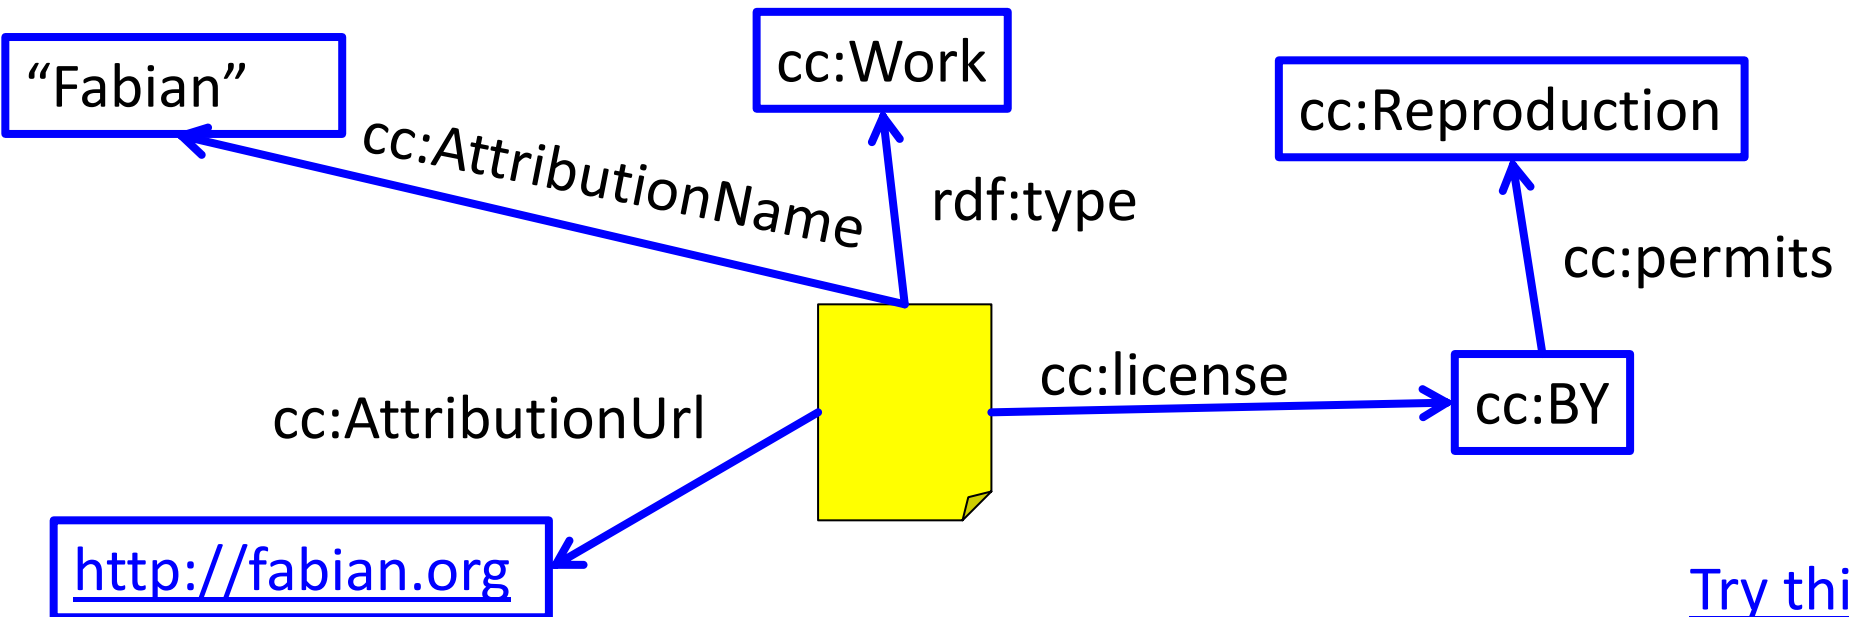 “Fabian”
cc:Work
cc:Reproduction
cc:AttributionName
rdf:type
cc:permits
cc:license
cc:BY
cc:AttributionUrl
http://fabian.org
Try thi